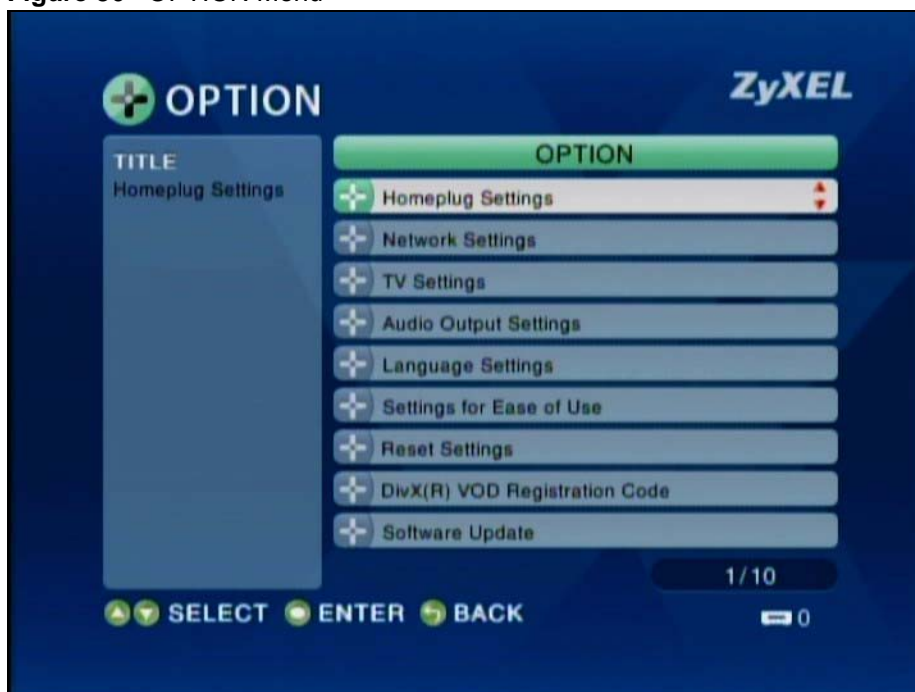 OPTION
ZyXEL
TITLE
Homeplug Settings
OPTION
Homeplug Settings
Network Settings
TV Settings
Audio Output Settings
Language Settings
Settings for Ease of Use
Reset Settings
DivX(R) VOD Registration Code
Software Update
1/10
SELECT ENTER BACK
0